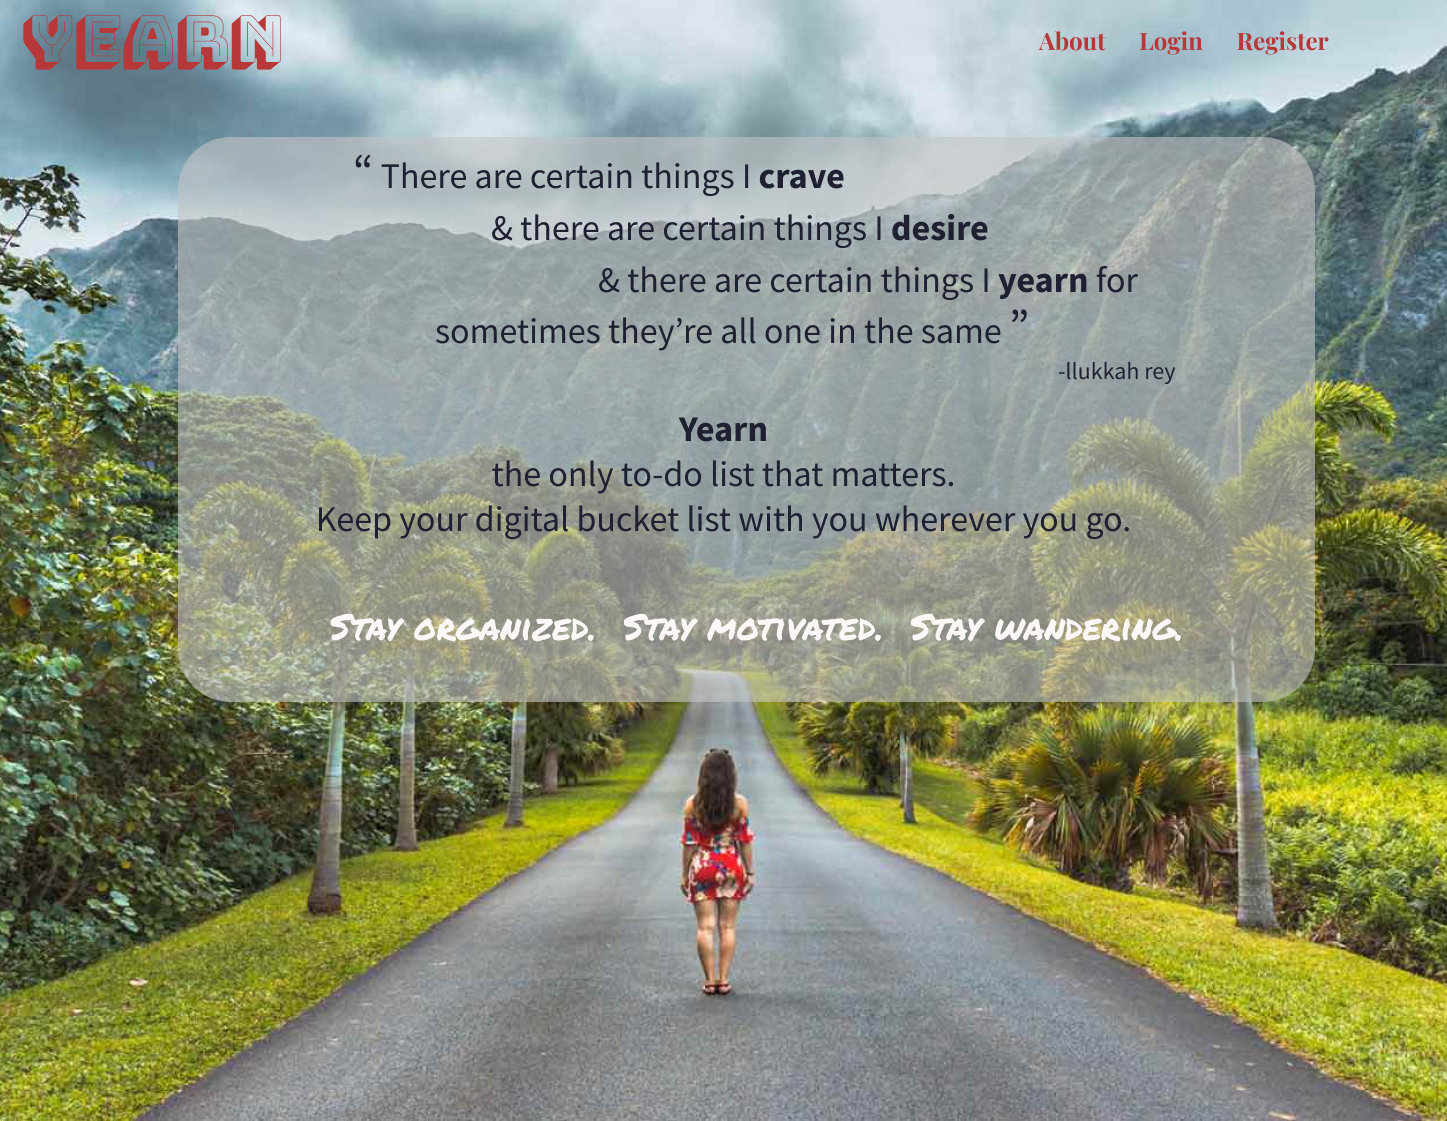 YEARN
About Login Register
“ There are certain things I crave
& there are certain things I desire
& there are certain things I yearn for
sometimes they’re all one in the same ”
-llukkah rey
Yearn
the only to-do list that matters.
Keep your digital bucket list with you wherever you go.
Stay organized. Stay motivated. Stay wandering.